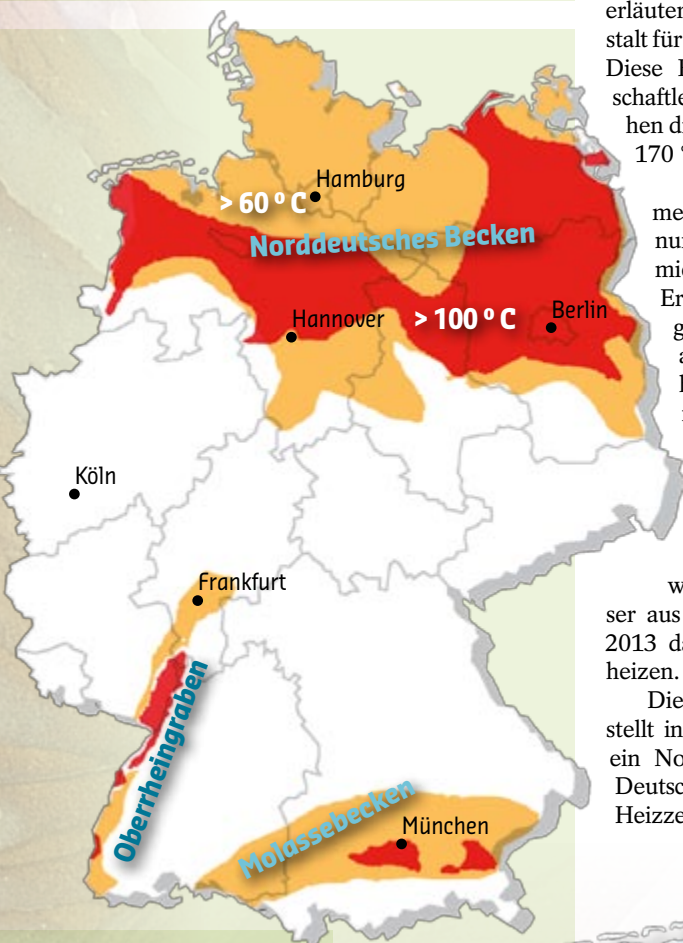 Hamburg
> 60 °C
Norddeutsches Becken
Hannover
> 100 °C
Berlin
Köln
Frankfurt
Oberrheingraben
Molassebecken
München
erläuter
stalt für
Diese
schaftle
hen d
170 °
me
nu
mi
Er
g
a
w
ser aus
2013 d
heizen.
Die
stellt in
ein No
Deutsc
Heizze